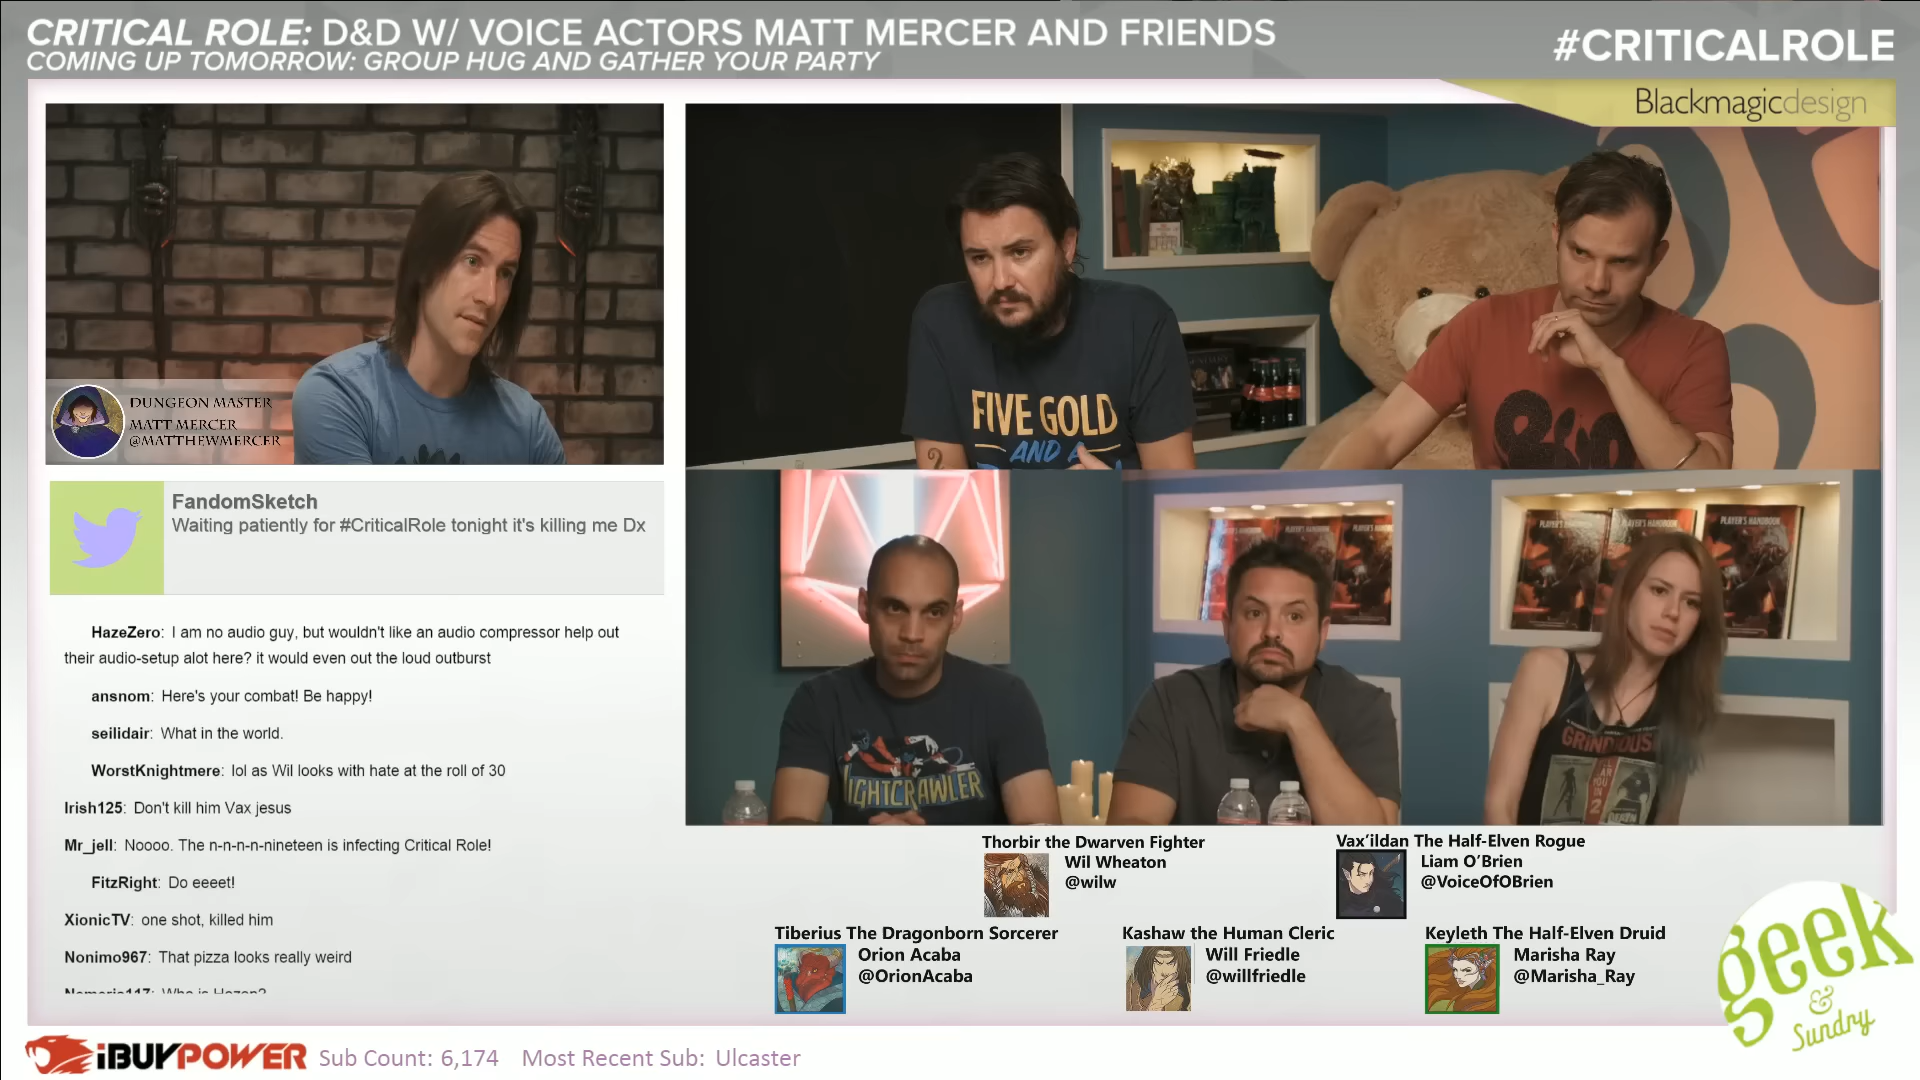 CRITICAL ROLE: D&D W/ VOICE ACTORS MATT MERCER AND FRIENDS
COMING UP TOMORROW: GROUP HUG AND GATHER YOUR PARTY
#CRITICALROLE
Blackmagicdesign
DUNGEON MASTER
MATT MERCER
@MATTHEWMERCER
FIVE GOLD
AND A
FandomSketch
Waiting patiently for #CriticalRole tonight it's killing me Dx
PLAYER'S HANDBOOK
PLAYER'S HANDBOOK
PLAYER'S HANDBOOK
NIGHTCRAWLER
GRINDHOUSE
HazeZero: I am no audio guy, but wouldn't like an audio compressor help out
their audio-setup alot here? it would even out the loud outburst
ansnom: Here's your combat! Be happy!
seilidair: What in the world.
WorstKnightmere: lol as Wil looks with hate at the roll of 30
Irish125: Don't kill him Vax jesus
Mr_jell: Noooo. The n-n-n-n-nineteen is infecting Critical Role!
FitzRight: Do eeeet!
XionicTV: one shot, killed him
Nonimo967: That pizza looks really weird
Thorbir the Dwarven Fighter
Wil Wheaton
@wilw
Vax'ildan The Half-Elven Rogue
Liam O'Brien
@VoiceOfOBrien
Tiberius The Dragonborn Sorcerer
Orion Acaba
@OrionAcaba
Kashaw the Human Cleric
Will Friedle
@willfriedle
Keyleth The Half-Elven Druid
Marisha Ray
@Marisha_Ray
geek
&
Sundry
iBUYPOWER
Sub Count: 6,174 Most Recent Sub: Ulcaster